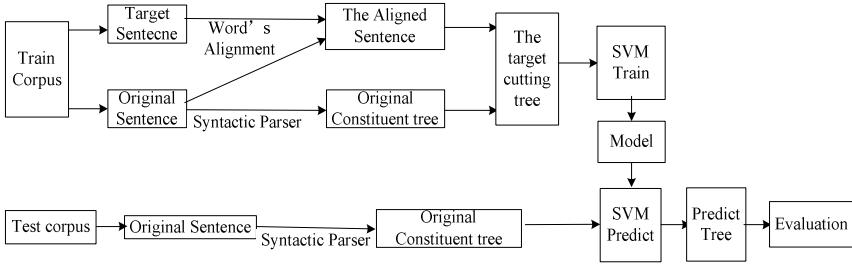 Train
Corpus
Target
Sentecne
Word’s
Alignment
The Aligned
Sentence
Original
Sentence
Syntactic Parser
Original
Constituent tree
The
target
cutting
tree
SVM
Train
Model
Test corpus
Original Sentence
Syntactic Parser
Original
Constituent tree
SVM
Predict
Predict
Tree
Evaluation